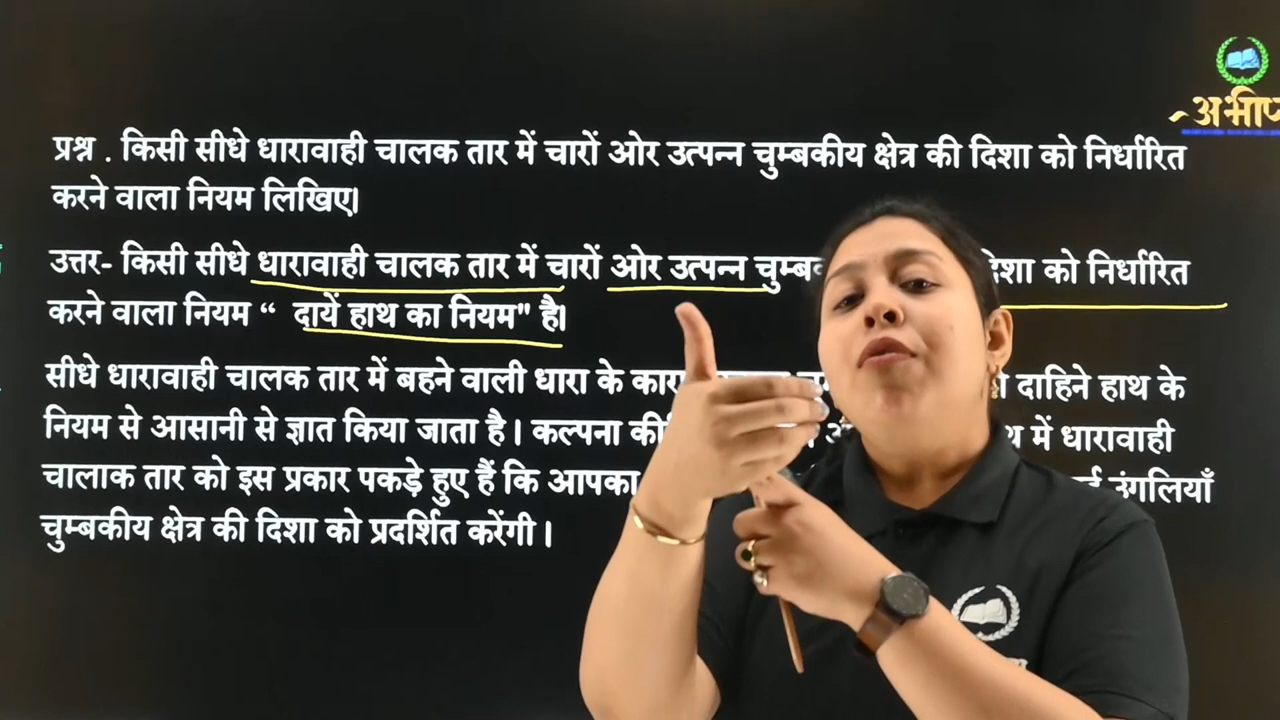 अभीप
प्रश्न . किसी सीधे धारावाही चालक तार में चारों ओर उत्पन्न चुम्बकीय क्षेत्र की दिशा को निर्धारित
करने वाला नियम लिखिए।
उत्तर- किसी सीधे धारावाही चालक तार में चारों ओर उत्पन्न दिशा को निर्धारित
करने वाला नियम “ दायें हाथ का नियम" है।
सीधे धारावाही चालक तार में बहने वाली धारा के दाहिने हाथ के
नियम से आसानी से ज्ञात किया जाता है। कल्पना में धारावाही
चालाक तार को इस प्रकार पकड़े हुए हैं कि आपका उंगलियाँ
चुम्बकीय क्षेत्र की दिशा को प्रदर्शित करेंगी।